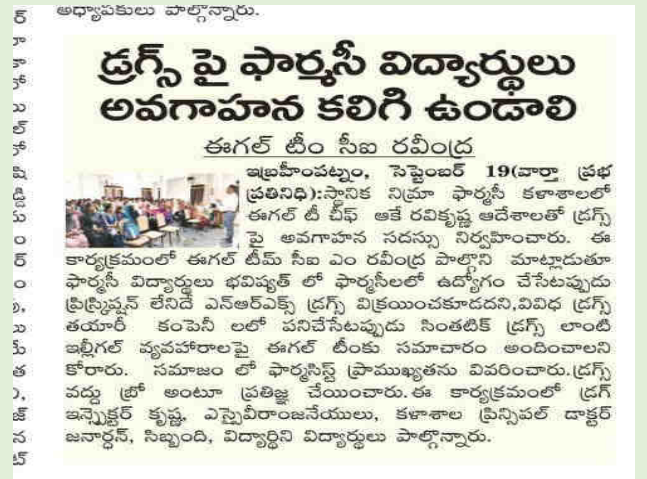 అధ్యాపకులు పాల్గొన్నారు.
డ్రగ్స్ పై ఫార్మసీ విద్యార్థులు
అవగాహన కలిగి ఉండాలి
ఈగల్ టీం సీఐ రవీంద్ర
ఇబ్రహీంపట్నం, సెప్టెంబర్ 19(వార్తా ప్రభ
ప్రతినిధి):స్థానిక నిమ్రా ఫార్మసీ కళాశాలలో
ఈగల్ టీ చీఫ్ ఆకే రవికృష్ణ ఆదేశాలతో డ్రగ్స్
పై అవగాహన సదస్సు నిర్వహించారు. ఈ
కార్యక్రమంలో ఈగల్ టీమ్ సీఐ ఎం రవీంద్ర పాల్గొని మాట్లాడుతూ
ఫార్మసీ విద్యార్థులు భవిష్యత్ లో ఫార్మసీలలో ఉద్యోగం చేసేటప్పుడు
ప్రిస్క్రిప్షన్ లేనిదే ఎన్ఆర్ఎక్స్ డ్రగ్స్ విక్రయించకూడదని,వివిధ డ్రగ్స్
తయారీ కంపెనీ లలో పనిచేసేటప్పుడు సింతటిక్ డ్రగ్స్ లాంటి
ఇల్లీగల్ వ్యవహారాలపై ఈగల్ టీంకు సమాచారం అందించాలని
కోరారు. సమాజం లో ఫార్మసిస్ట్ ప్రాముఖ్యతను వివరించారు.డ్రగ్స్
వద్దు బ్రో అంటూ ప్రతిజ్ఞ చేయించారు.ఈ కార్యక్రమంలో డ్రగ్
ఇన్స్పెక్టర్ కృష్ణ, ఎస్సైవీరాంజనేయులు, కళాశాల ప్రిన్సిపల్ డాక్టర్
జనార్ధన్, సిబ్బంది, విద్యార్థిని విద్యార్థులు పాల్గొన్నారు.